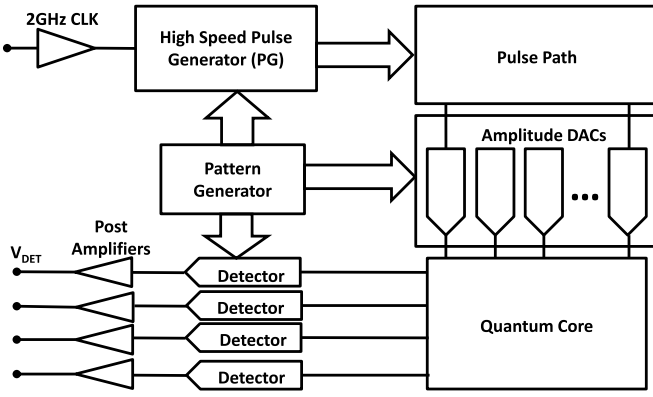 2GHz CLK
High Speed Pulse
Generator (PG)
Pulse Path
Amplitude DACs
Pattern
Generator
Post
Amplifiers
VDET
Detector
Detector
Detector
Detector
Quantum Core